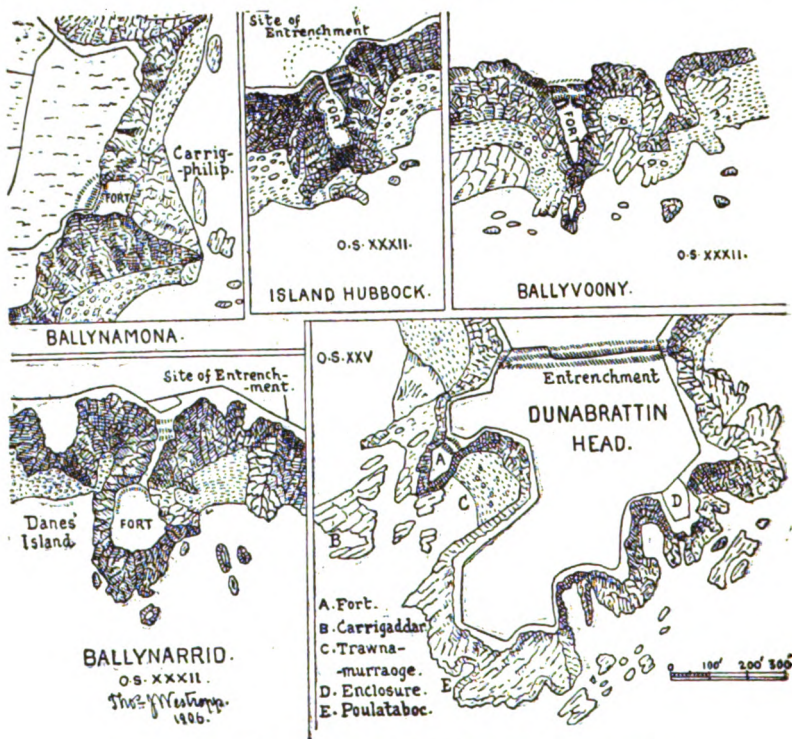 Carrig-
-philip.
FORT
BALLYNAMONA.
Site of
Entrenchment
FORT
O.S. XXXII.
ISLAND HUBBOCK.
FORT
O.S. XXXII.
BALLYVOONY.
Site of Entrench-
-ment.
FORT
Danes'
Island
BALLYNARRID.
O.S. XXXII.
Thos. J Westropp.
1906.
O.S. XXV
Entrenchment
DUNABRATTIN
HEAD.
A
B
C
D
E
A. Fort.
B. Carrigaddar
C. Trawna-
-murraoge.
D. Enclosure.
E. Poulataboc.
0 100' 200' 300'